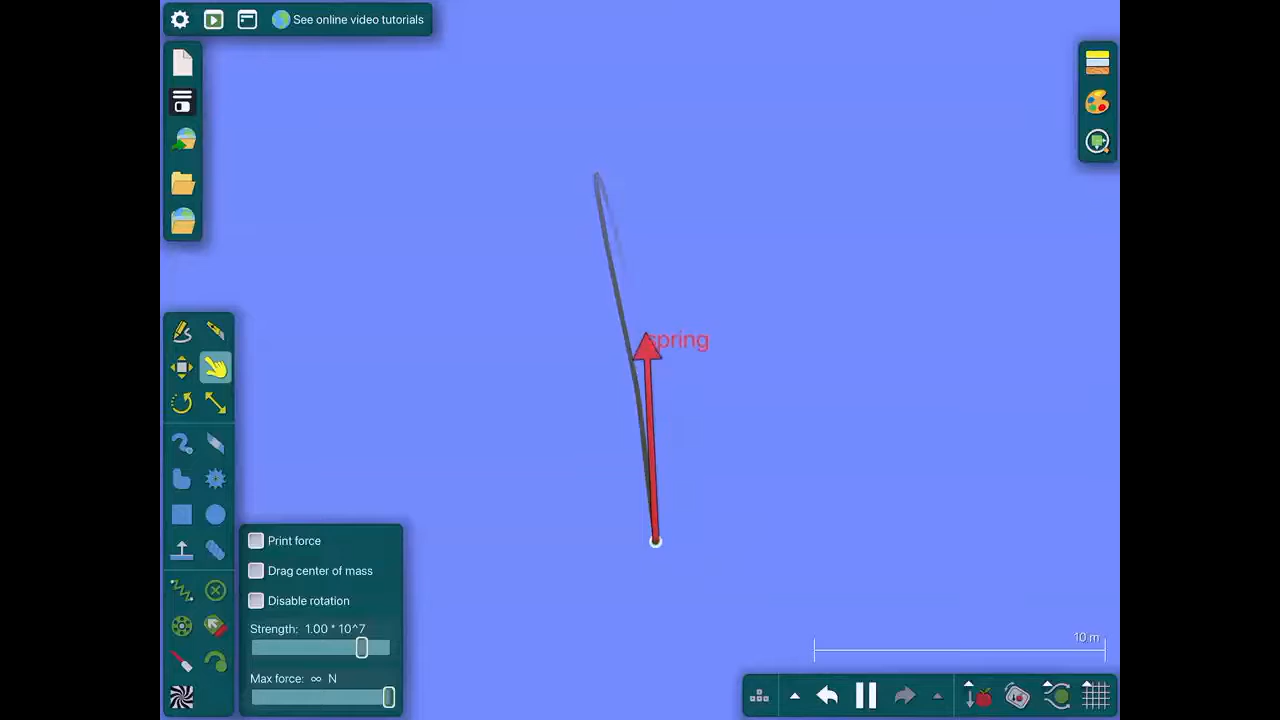 See online video tutorials
spring
Print force
Drag center of mass
Disable rotation
Strength: 1.00 * 10^7
Max force: ∞ N
10 m